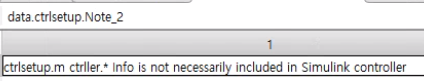 data.ctrlsetup.Note_2
1
ctrlsetup.m ctrller.* Info is not necessarily included in Simulink controller